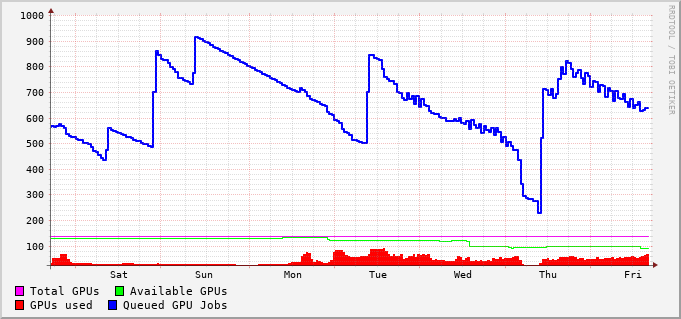 1000
900
800
700
600
500
400
300
200
100
Sat Sun Mon Tue Wed Thu Fri
Total GPUs Available GPUs
GPUs used Queued GPU Jobs
RRDTOOL / TOBI OETIKER